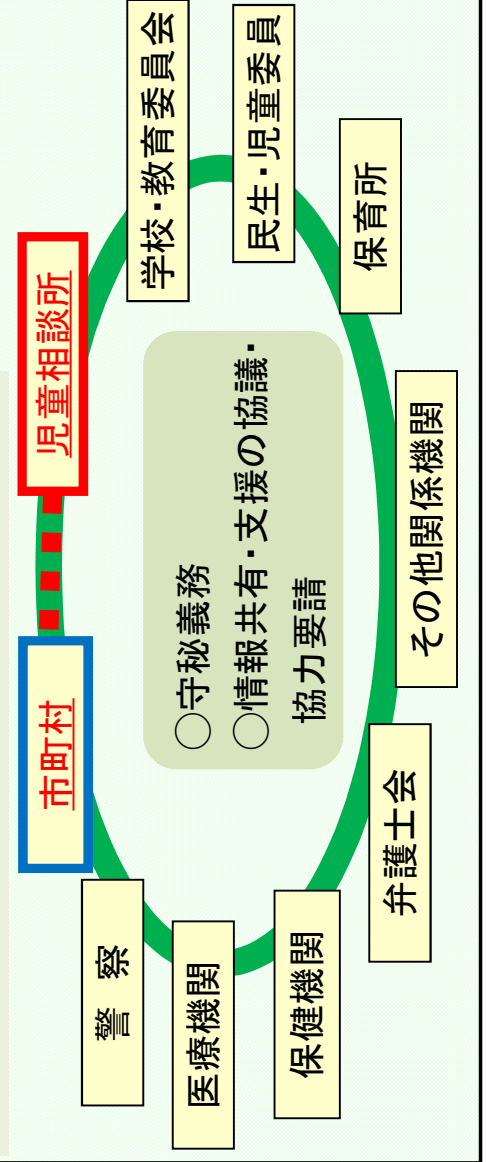 市町村
児童相談所
警 察
学校・教育委員会
医療機関
民生・児童委員
保健機関
保育所
弁護士会
その他関係機関
○守秘義務
○情報共有・支援の協議・
協力要請